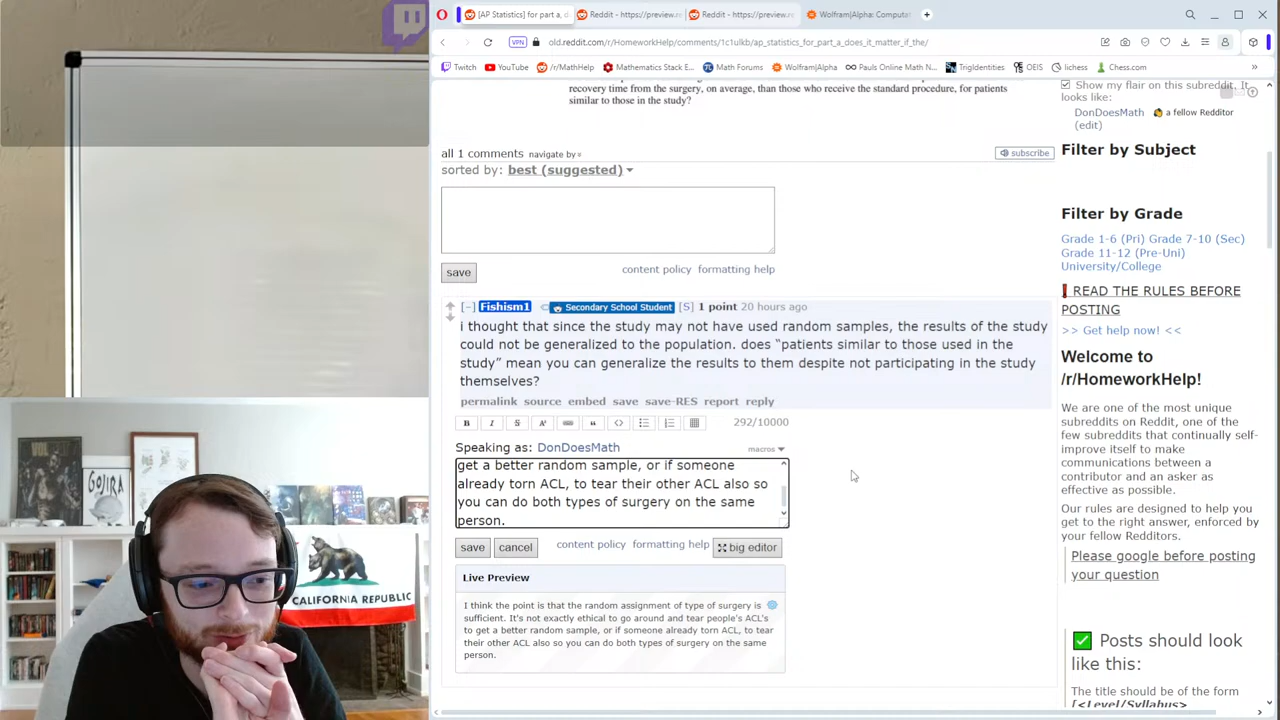 [AP Statistics] for part a, d
Reddit - https://preview.re
Reddit - https://preview.re
Wolfram|Alpha: Computat
VPN
old.reddit.com/r/HomeworkHelp/comments/1c1ulkb/ap_statistics_for_part_a_does_it_matter_if_the/
Twitch
YouTube
/r/MathHelp
Mathematics Stack E...
Math Forums
Wolfram|Alpha
Pauls Online Math N...
TrigIdentities
OEIS
lichess
Chess.com
recovery time from the surgery, on average, than those who receive the standard procedure, for patients
similar to those in the study?
all 1 comments navigate by
subscribe
sorted by: best (suggested)
save
content policy formatting help
[-] Fishism1 Secondary School Student [S] 1 point 20 hours ago
i thought that since the study may not have used random samples, the results of the study
could not be generalized to the population. does “patients similar to those used in the
study” mean you can generalize the results to them despite not participating in the study
themselves?
permalink source embed save save-RES report reply
B I S
292/10000
Speaking as: DonDoesMath
macros
get a better random sample, or if someone
already torn ACL, to tear their other ACL also so
you can do both types of surgery on the same
person.
save cancel content policy formatting help big editor
Live Preview
I think the point is that the random assignment of type of surgery is
sufficient. It's not exactly ethical to go around and tear people's ACL's
to get a better random sample, or if someone already torn ACL, to tear
their other ACL also so you can do both types of surgery on the same
person.
Show my flair on this subreddit. It
looks like:
DonDoesMath a fellow Redditor
(edit)
Filter by Subject
Filter by Grade
Grade 1-6 (Pri) Grade 7-10 (Sec)
Grade 11-12 (Pre-Uni)
University/College
READ THE RULES BEFORE
POSTING
>> Get help now! <<
Welcome to
/r/HomeworkHelp!
We are one of the most unique
subreddits on Reddit, one of the
few subreddits that continually self-
improve itself to make
communications between a
contributor and an asker as
effective as possible.
Our rules are designed to help you
get to the right answer, enforced by
your fellow Redditors.
Please google before posting
your question
Posts should look
like this:
The title should be of the form
[<Level/Syllabus>
GOJIRA
CALIFORNIA REPUBLIC